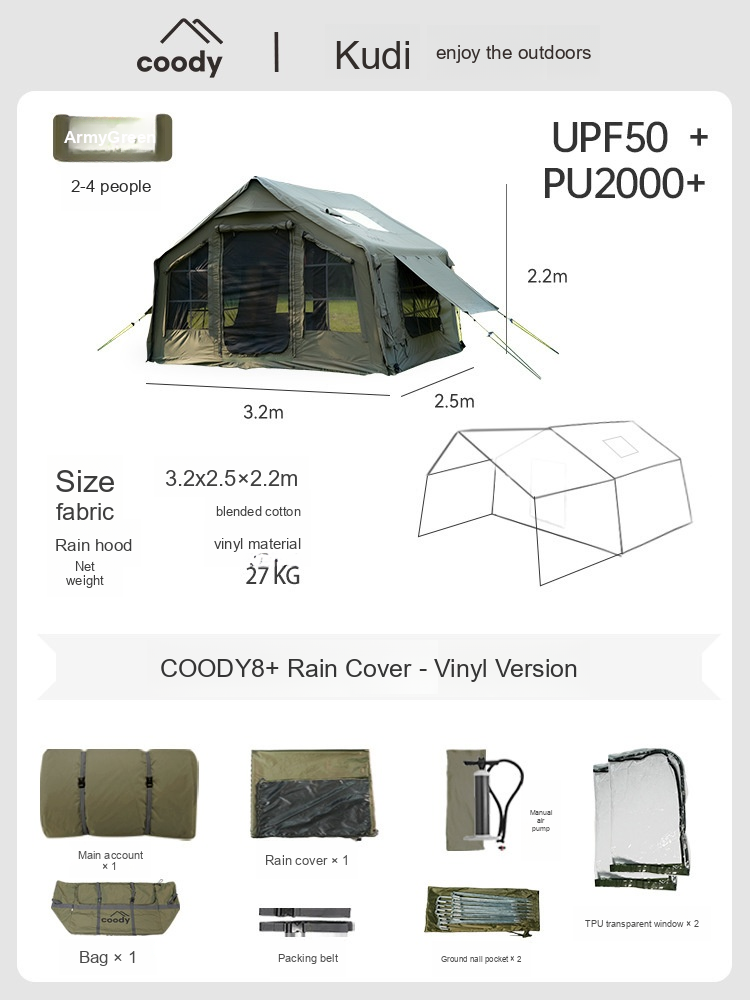 coody
Kudi
enjoy the outdoors
ArmyGreen
2-4 people
UPF50 +
PU2000+
2.2m
3.2m
2.5m
Size
3.2x2.5×2.2m
fabric
blended cotton
Rain hood
vinyl material
Net
weight
27 KG
COODY8+ Rain Cover - Vinyl Version
Main account
× 1
Rain cover × 1
Manual
air
pump
TPU transparent window × 2
coody
Bag × 1
Packing belt
Ground nail pocket × 2